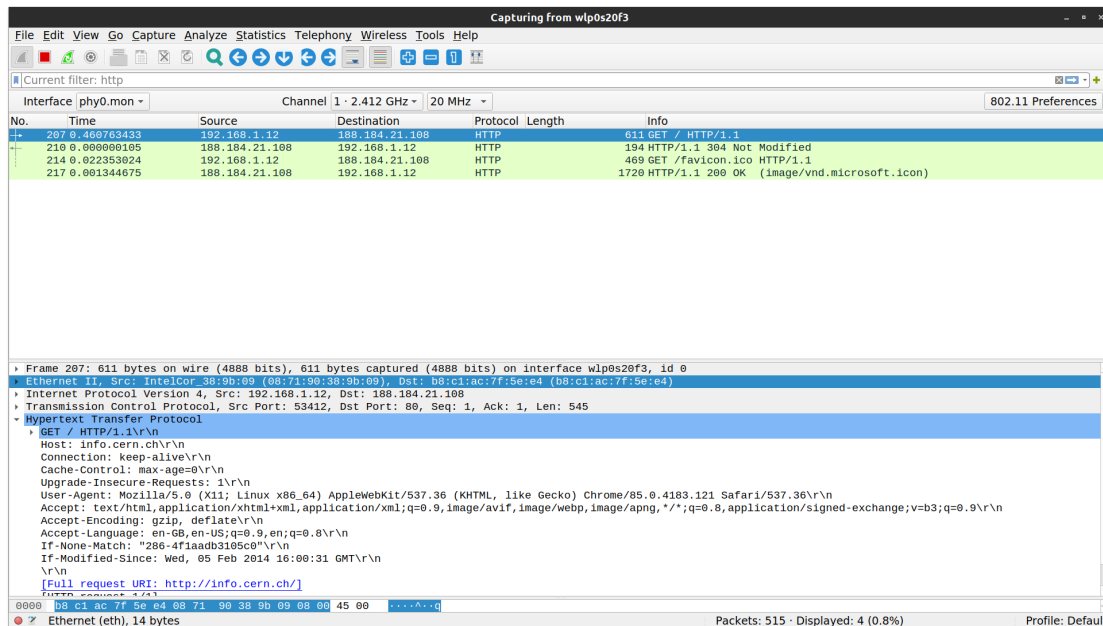 Capturing from wlp0s20f3
File Edit View Go Capture Analyze Statistics Telephony Wireless Tools Help
Current filter: http
Interface phy0.mon Channel 1 · 2.412 GHz 20 MHz 802.11 Preferences
No. Time Source Destination Protocol Length Info
207 0.460763433 192.168.1.12 188.184.21.108 HTTP 611 GET / HTTP/1.1
210 0.000000105 188.184.21.108 192.168.1.12 HTTP 194 HTTP/1.1 304 Not Modified
214 0.022353024 192.168.1.12 188.184.21.108 HTTP 469 GET /favicon.ico HTTP/1.1
217 0.001344675 188.184.21.108 192.168.1.12 HTTP 1720 HTTP/1.1 200 OK (image/vnd.microsoft.icon)
Frame 207: 611 bytes on wire (4888 bits), 611 bytes captured (4888 bits) on interface wlp0s20f3, id 0
Ethernet II, Src: IntelCor_38:9b:09 (08:71:90:38:9b:09), Dst: b8:c1:ac:7f:5e:e4 (b8:c1:ac:7f:5e:e4)
Internet Protocol Version 4, Src: 192.168.1.12, Dst: 188.184.21.108
Transmission Control Protocol, Src Port: 53412, Dst Port: 80, Seq: 1, Ack: 1, Len: 545
Hypertext Transfer Protocol
GET / HTTP/1.1\r\n
Host: info.cern.ch\r\n
Connection: keep-alive\r\n
Cache-Control: max-age=0\r\n
Upgrade-Insecure-Requests: 1\r\n
User-Agent: Mozilla/5.0 (X11; Linux x86_64) AppleWebKit/537.36 (KHTML, like Gecko) Chrome/85.0.4183.121 Safari/537.36\r\n
Accept: text/html,application/xhtml+xml,application/xml;q=0.9,image/avif,image/webp,image/apng,*/*;q=0.8,application/signed-exchange;v=b3;q=0.9\r\n
Accept-Encoding: gzip, deflate\r\n
Accept-Language: en-GB,en-US;q=0.9,en;q=0.8\r\n
If-None-Match: "286-4f1aadb3105c0"\r\n
If-Modified-Since: Wed, 05 Feb 2014 16:00:31 GMT\r\n
\r\n
[Full request URI: http://info.cern.ch/]
[HTTP request 1/1]
0000 b8 c1 ac 7f 5e e4 08 71 90 38 9b 09 08 00 45 00 ····^··q
Ethernet (eth), 14 bytes Packets: 515 · Displayed: 4 (0.8%) Profile: Defaul